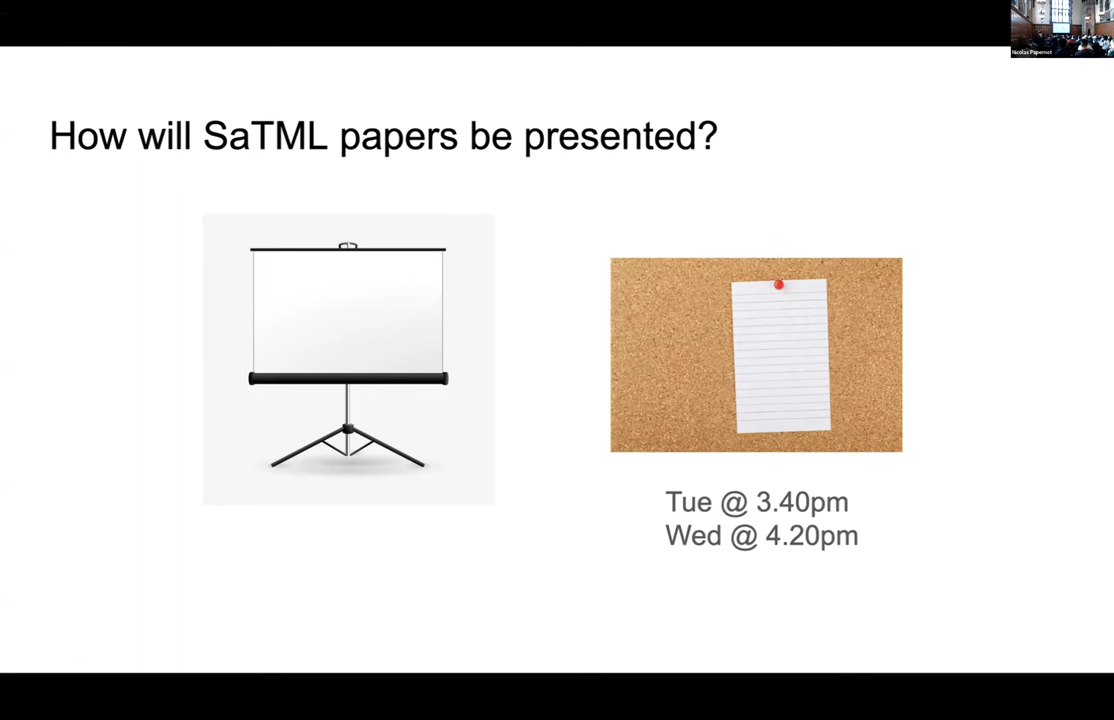 Nicolas Papernot
How will SaTML papers be presented?
Tue @ 3.40pm
Wed @ 4.20pm